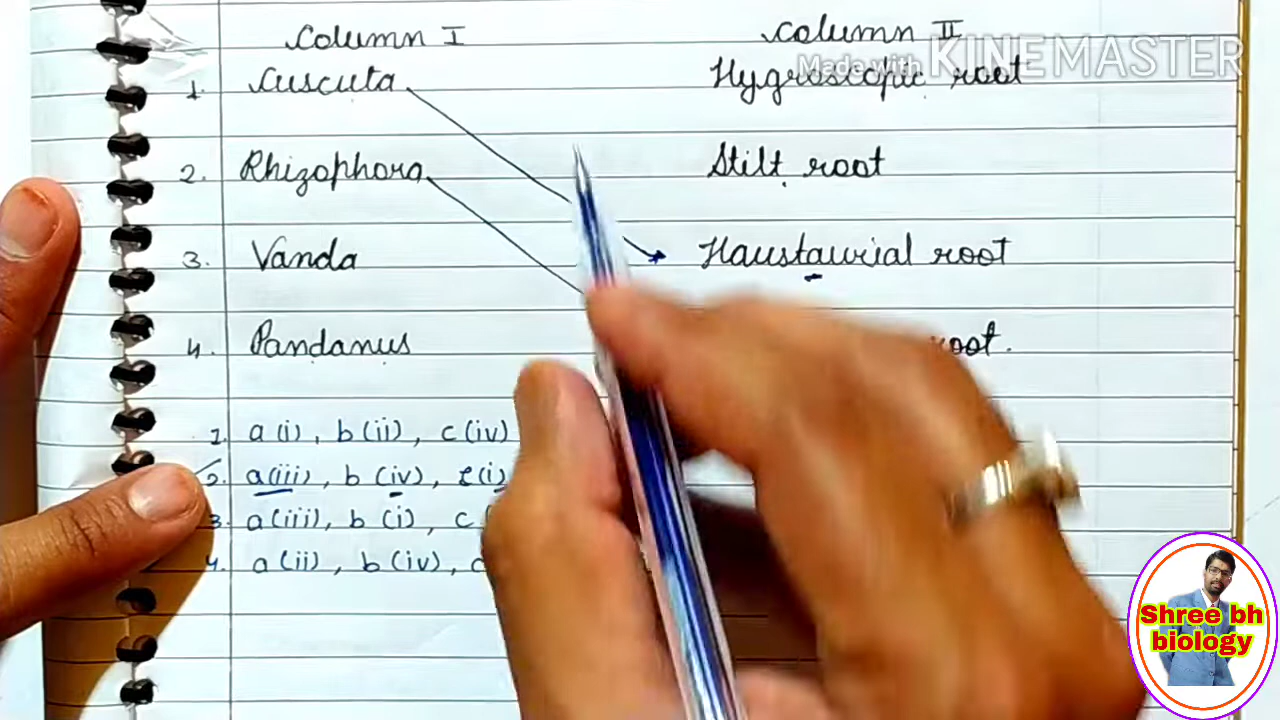 Column I Column II
Made with KINEMASTER
1. Cuscuta Hygroscopic root
2. Rhizophora Stilt root
3. Vanda Haustaurial root
4. Pandanus root.
1. a(i), b(ii), c(iv)
2. a(iii), b(iv), c(i)
3. a(iii), b(i), c(
4. a(ii), b(iv), c
Shree bh
biology